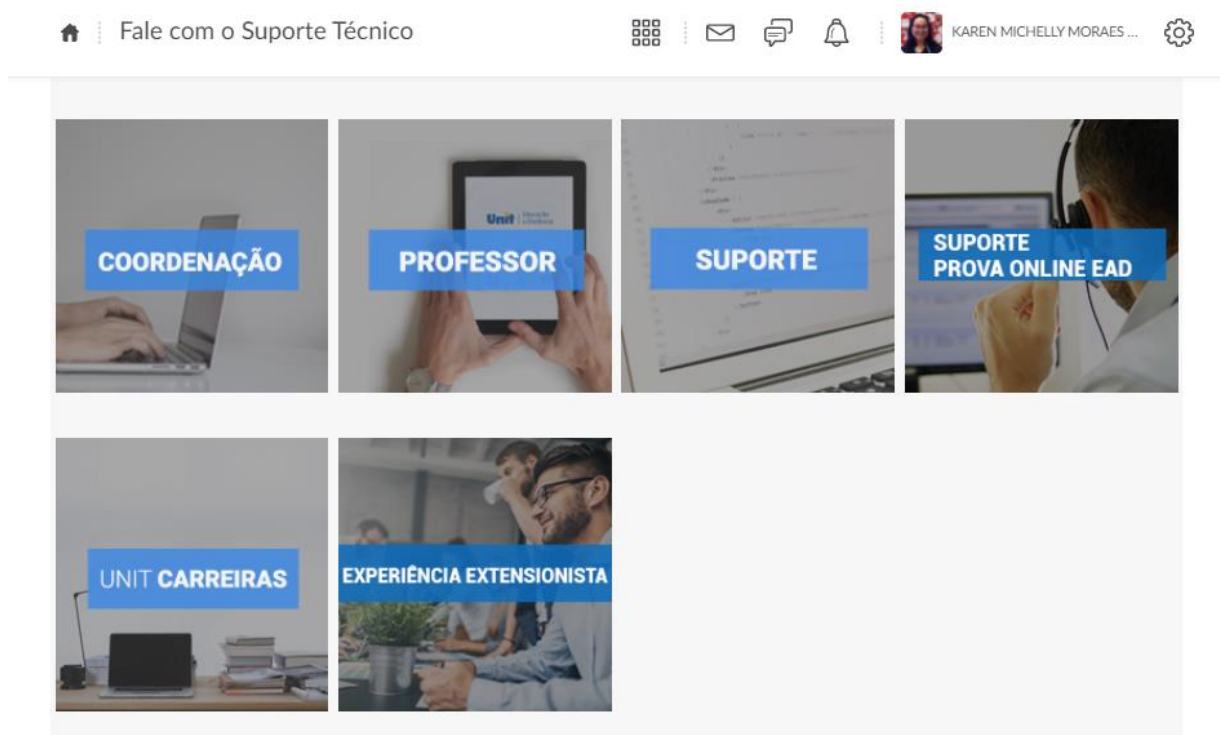 Fale com o Suporte Técnico
KAREN MICHELLY MORAES ...
COORDENAÇÃO
Unit
PROFESSOR
SUPORTE
SUPORTE
PROVA ONLINE EAD
UNIT CARREIRAS
EXPERIÊNCIA EXTENSIONISTA